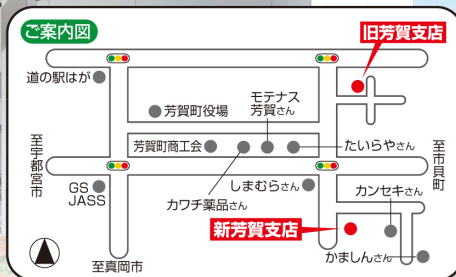 ご案内図
旧芳賀支店
道の駅はが
芳賀町役場
モテナス
芳賀さん
芳賀町商工会
たいらやさん
至宇都宮市
至市貝町
カワチ薬品さん
GS
JASS
しまむらさん
カンセキさん
新芳賀支店
かましんさん
至真岡市